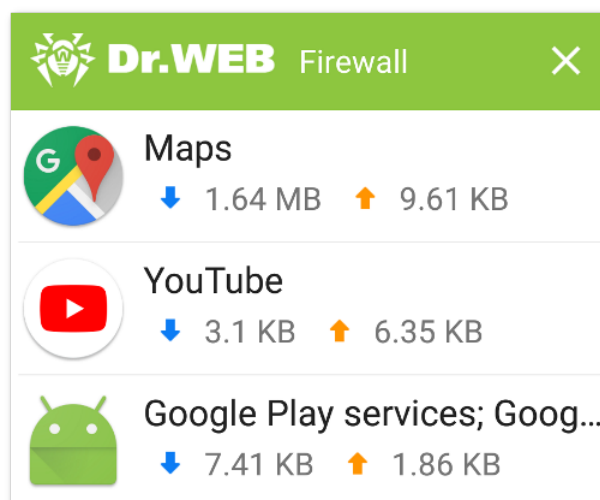 Dr.WEB Firewall
G
Maps
1.64 MB 9.61 KB
YouTube
3.1 KB 6.35 KB
Google Play services; Goog...
7.41 KB 1.86 KB